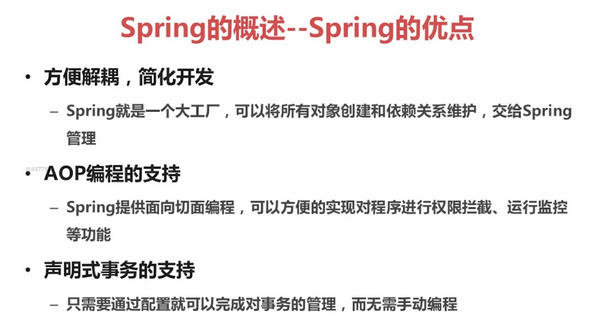 Spring的概述--Spring的优点
• 方便解耦，简化开发
– Spring就是一个大工厂，可以将所有对象创建和依赖关系维护，交给Spring
管理
• AOP编程的支持
– Spring提供面向切面编程，可以方便的实现对程序进行权限拦截、运行监控
等功能
• 声明式事务的支持
– 只需要通过配置就可以完成对事务的管理，而无需手动编程